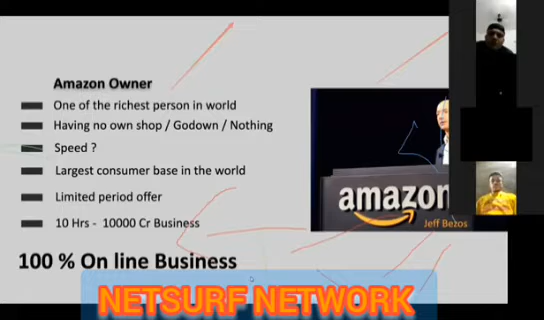 Amazon Owner
One of the richest person in world
Having no own shop / Godown / Nothing
Speed ?
Largest consumer base in the world
Limited period offer
10 Hrs - 10000 Cr Business
amazon
Jeff Bezos
100 % On line Business
NETSURF NETWORK